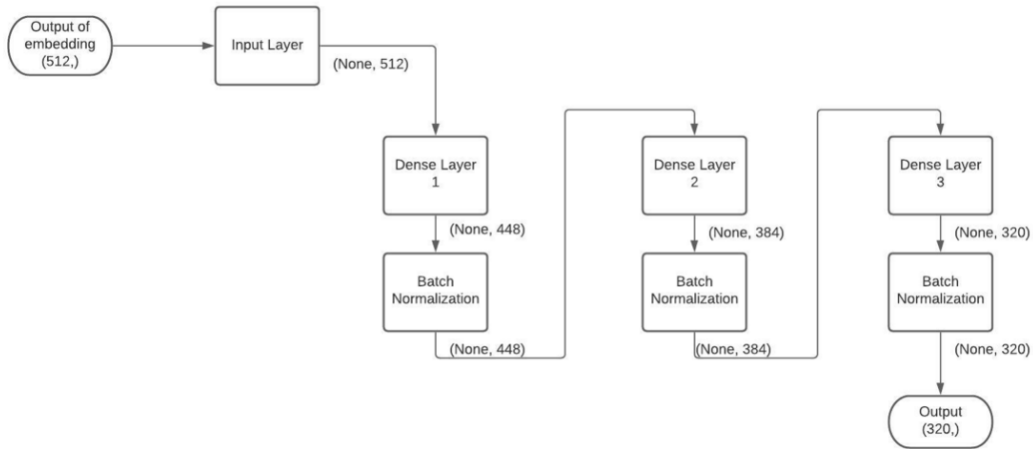 Output of
embedding
(512,)
Input Layer
(None, 512)
Dense Layer
1
(None, 448)
Batch
Normalization
(None, 448)
Dense Layer
2
(None, 384)
Batch
Normalization
(None, 384)
Dense Layer
3
(None, 320)
Batch
Normalization
(None, 320)
Output
(320,)